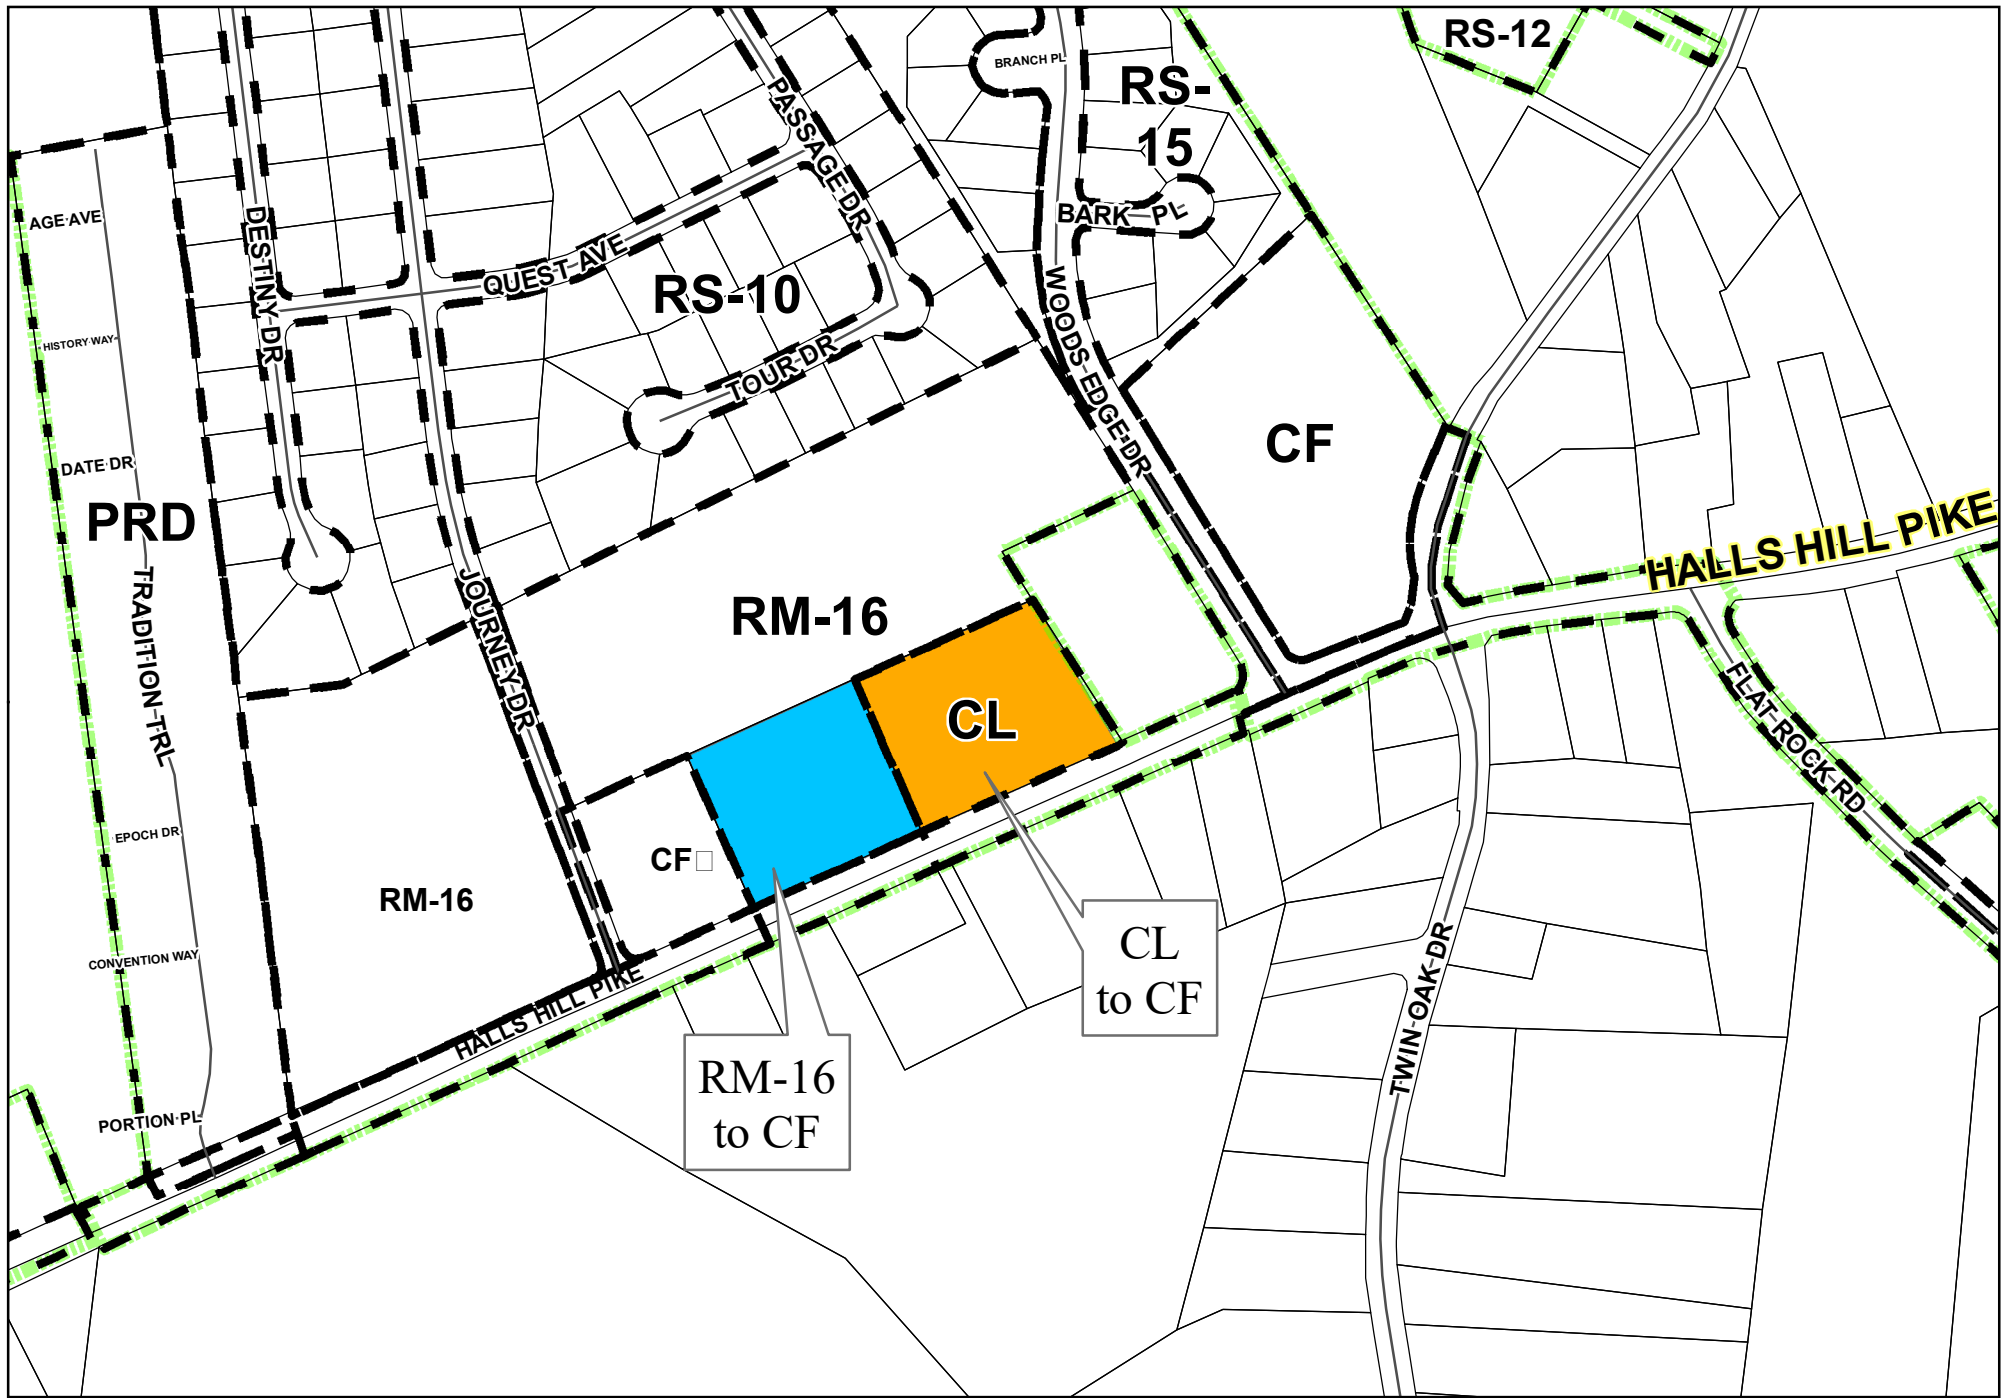 RS-12
BRANCH PL
RS-
15
PASSAGE DR
AGE AVE
DESTINY DR
BARK PL
QUEST AVE
RS-10
WOODS EDGE DR
HISTORY WAY
TOUR DR
CF
DATE DR
PRD
HALLS HILL PIKE
TRADITION TRL
JOURNEY DR
RM-16
CL
FLAT ROCK RD
EPOCH DR
CF
RM-16
CL
to CF
CONVENTION WAY
TWIN OAK DR
HALLS HILL PIKE
RM-16
to CF
PORTION PL